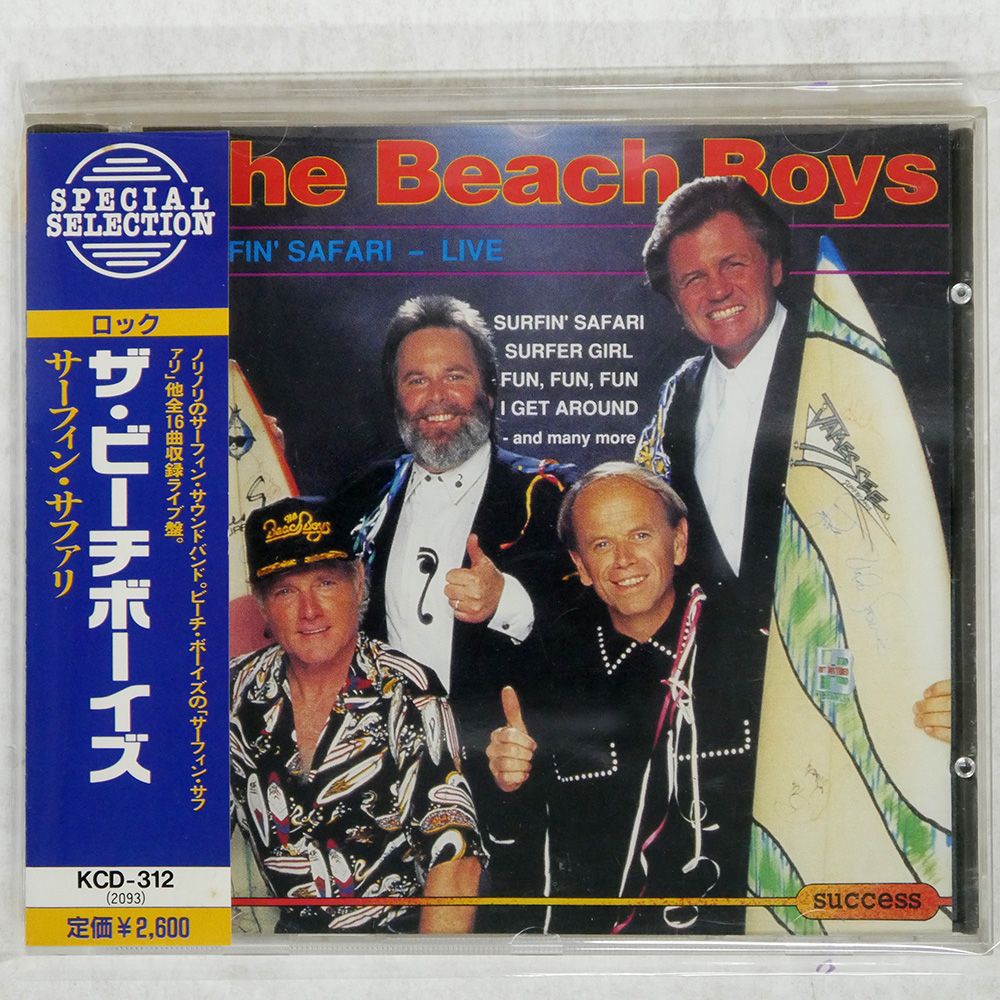 SPECIAL
SELECTION
ロック
ザ・ビーチボーイズ
サーフィン・サファリ
ノリノリのサーフィン・サウンドバンド。ビーチ・ボーイズの「サーフィン・サフ
ァリ」他全16曲収録ライブ盤。
KCD-312
(2093)
定価¥2,600
he Beach Boys
FIN' SAFARI – LIVE
SURFIN' SAFARI
SURFER GIRL
FUN, FUN, FUN
I GET AROUND
- and many more
The
Beach Boys
success